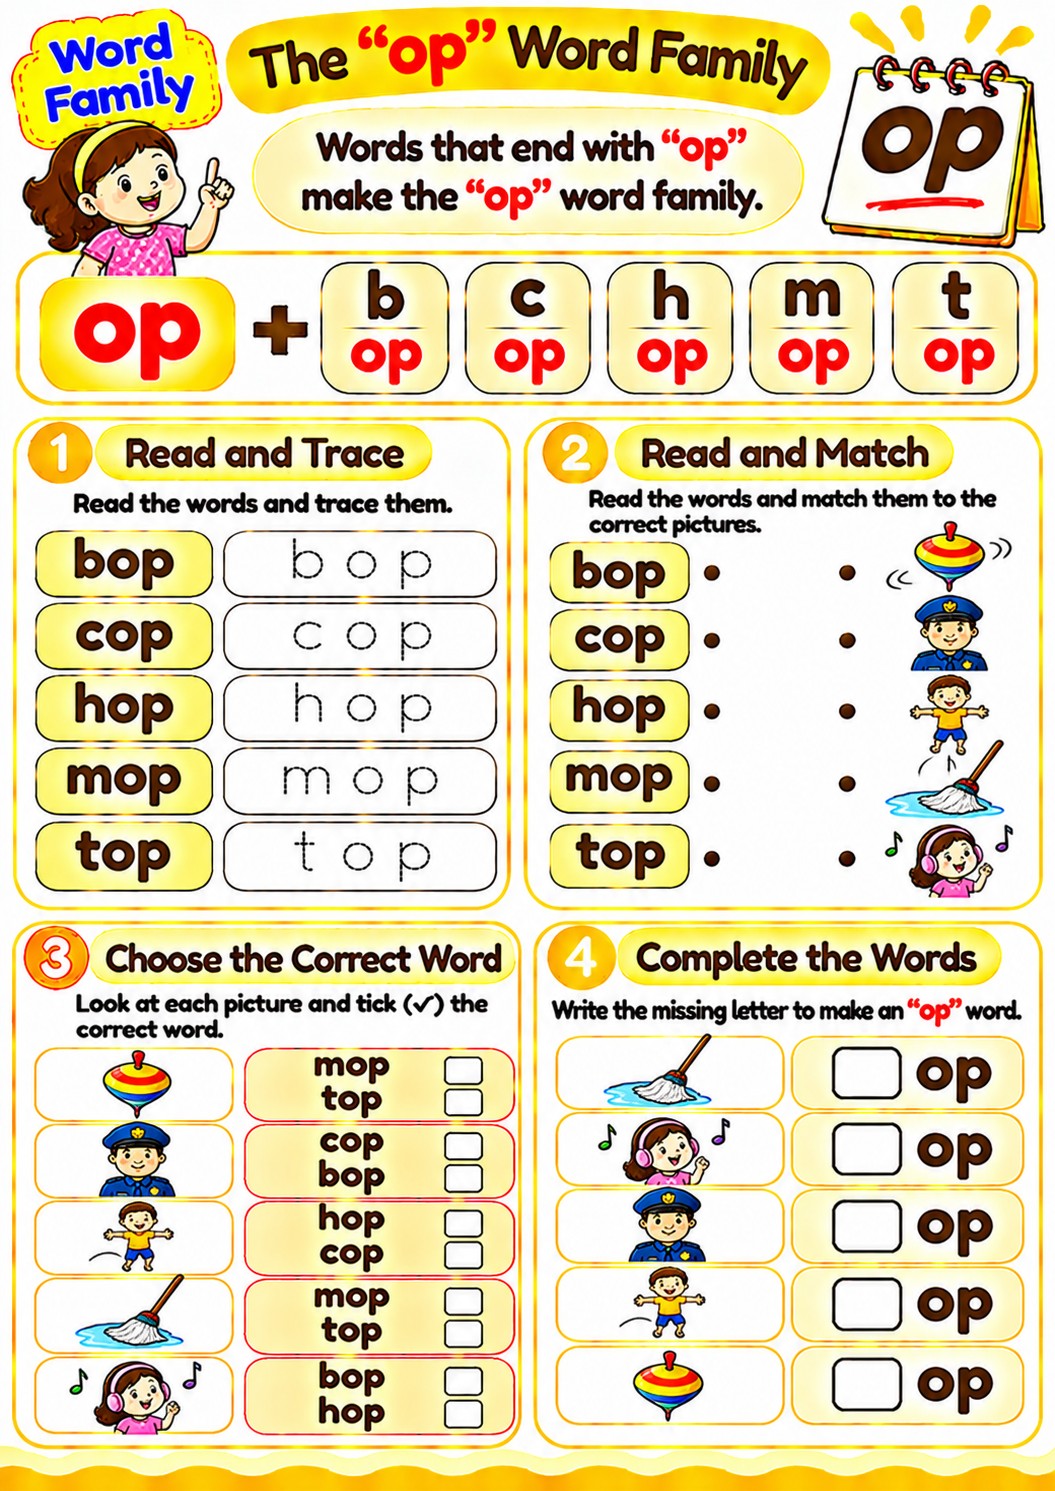 Word
Family
The “op” Word Family
Words that end with “op”
make the “op” word family.
op
op + b c h m t
op op op op op
1 Read and Trace
Read the words and trace them.
bop b o p
cop c o p
hop h o p
mop m o p
top t o p
2 Read and Match
Read the words and match them to the
correct pictures.
bop
cop
hop
mop
top
3 Choose the Correct Word
Look at each picture and tick (✓) the
correct word.
mop
top
cop
bop
hop
cop
mop
top
bop
hop
4 Complete the Words
Write the missing letter to make an “op” word.
op
op
op
op
op